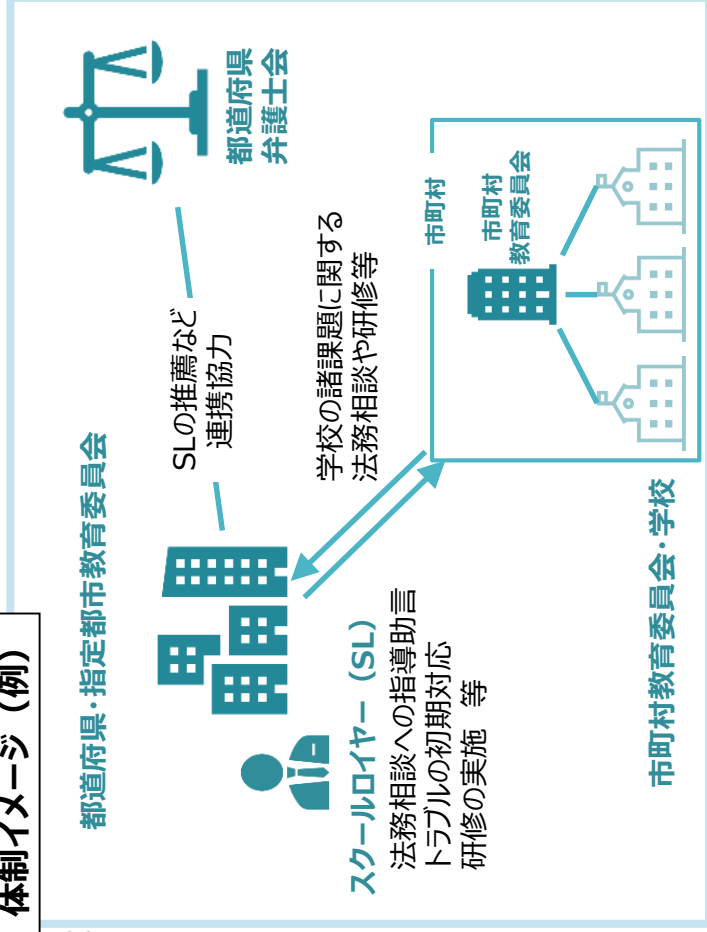 体制イメージ（例）
都道府県・指定都市教育委員会
SLの推薦など
連携協力
都道府県
弁護士会
スクールロイヤー（SL）
法務相談への指導助言
トラブルの初期対応
研修の実施　等
学校の諸課題に関する
法務相談や研修等
市町村
市町村
教育委員会
市町村教育委員会・学校